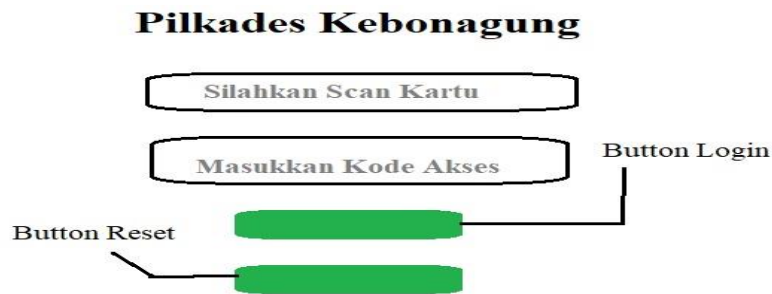 Pilkades Kebonagung
Silahkan Scan Kartu
Masukkan Kode Akses
Button Login
Button Reset